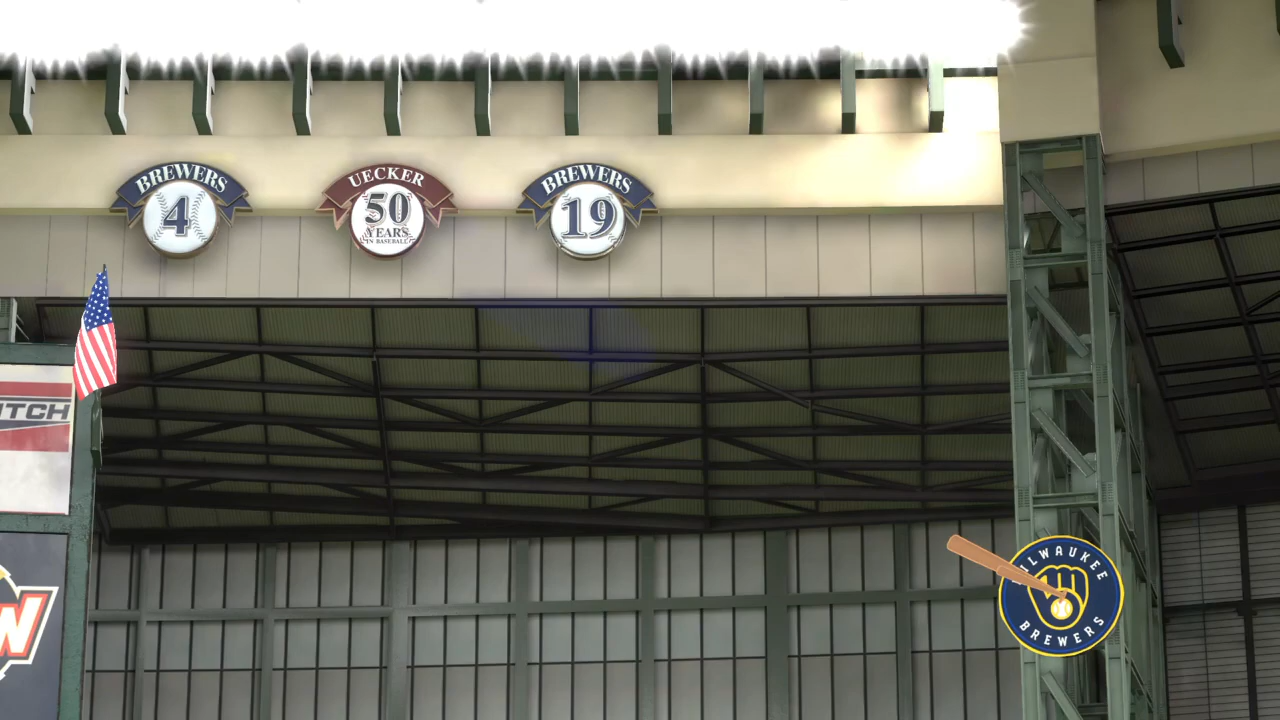 BREWERS
4
UECKER
50
YEARS
IN BASEBALL
BREWERS
19
ITCH
W
MILWAUKEE
BREWERS